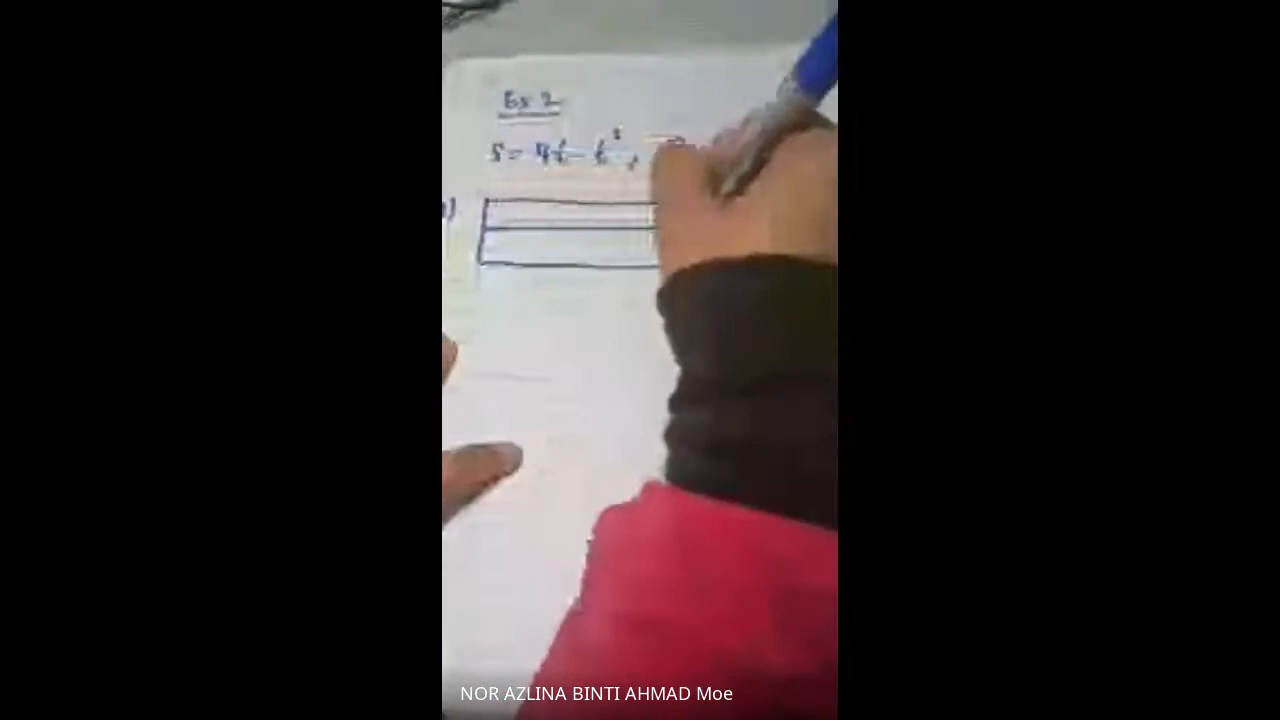 Ex 2
s = 4t - t²,
a)
NOR AZLINA BINTI AHMAD Moe